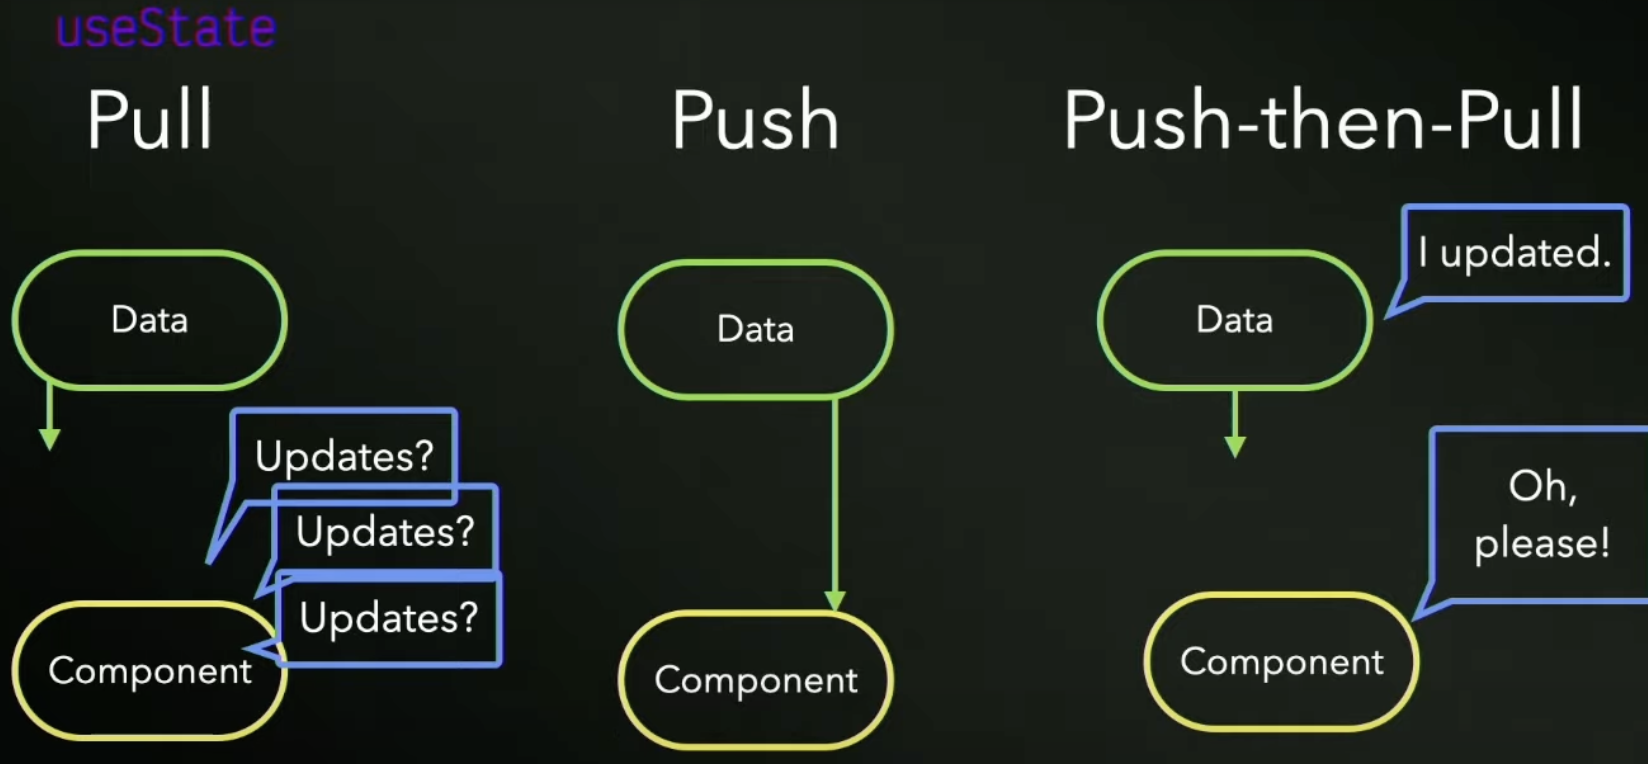 useState
Pull
Push
Push-then-Pull
Data
Updates?
Updates?
Updates?
Component
Data
Component
I updated.
Data
Oh,
please!
Component